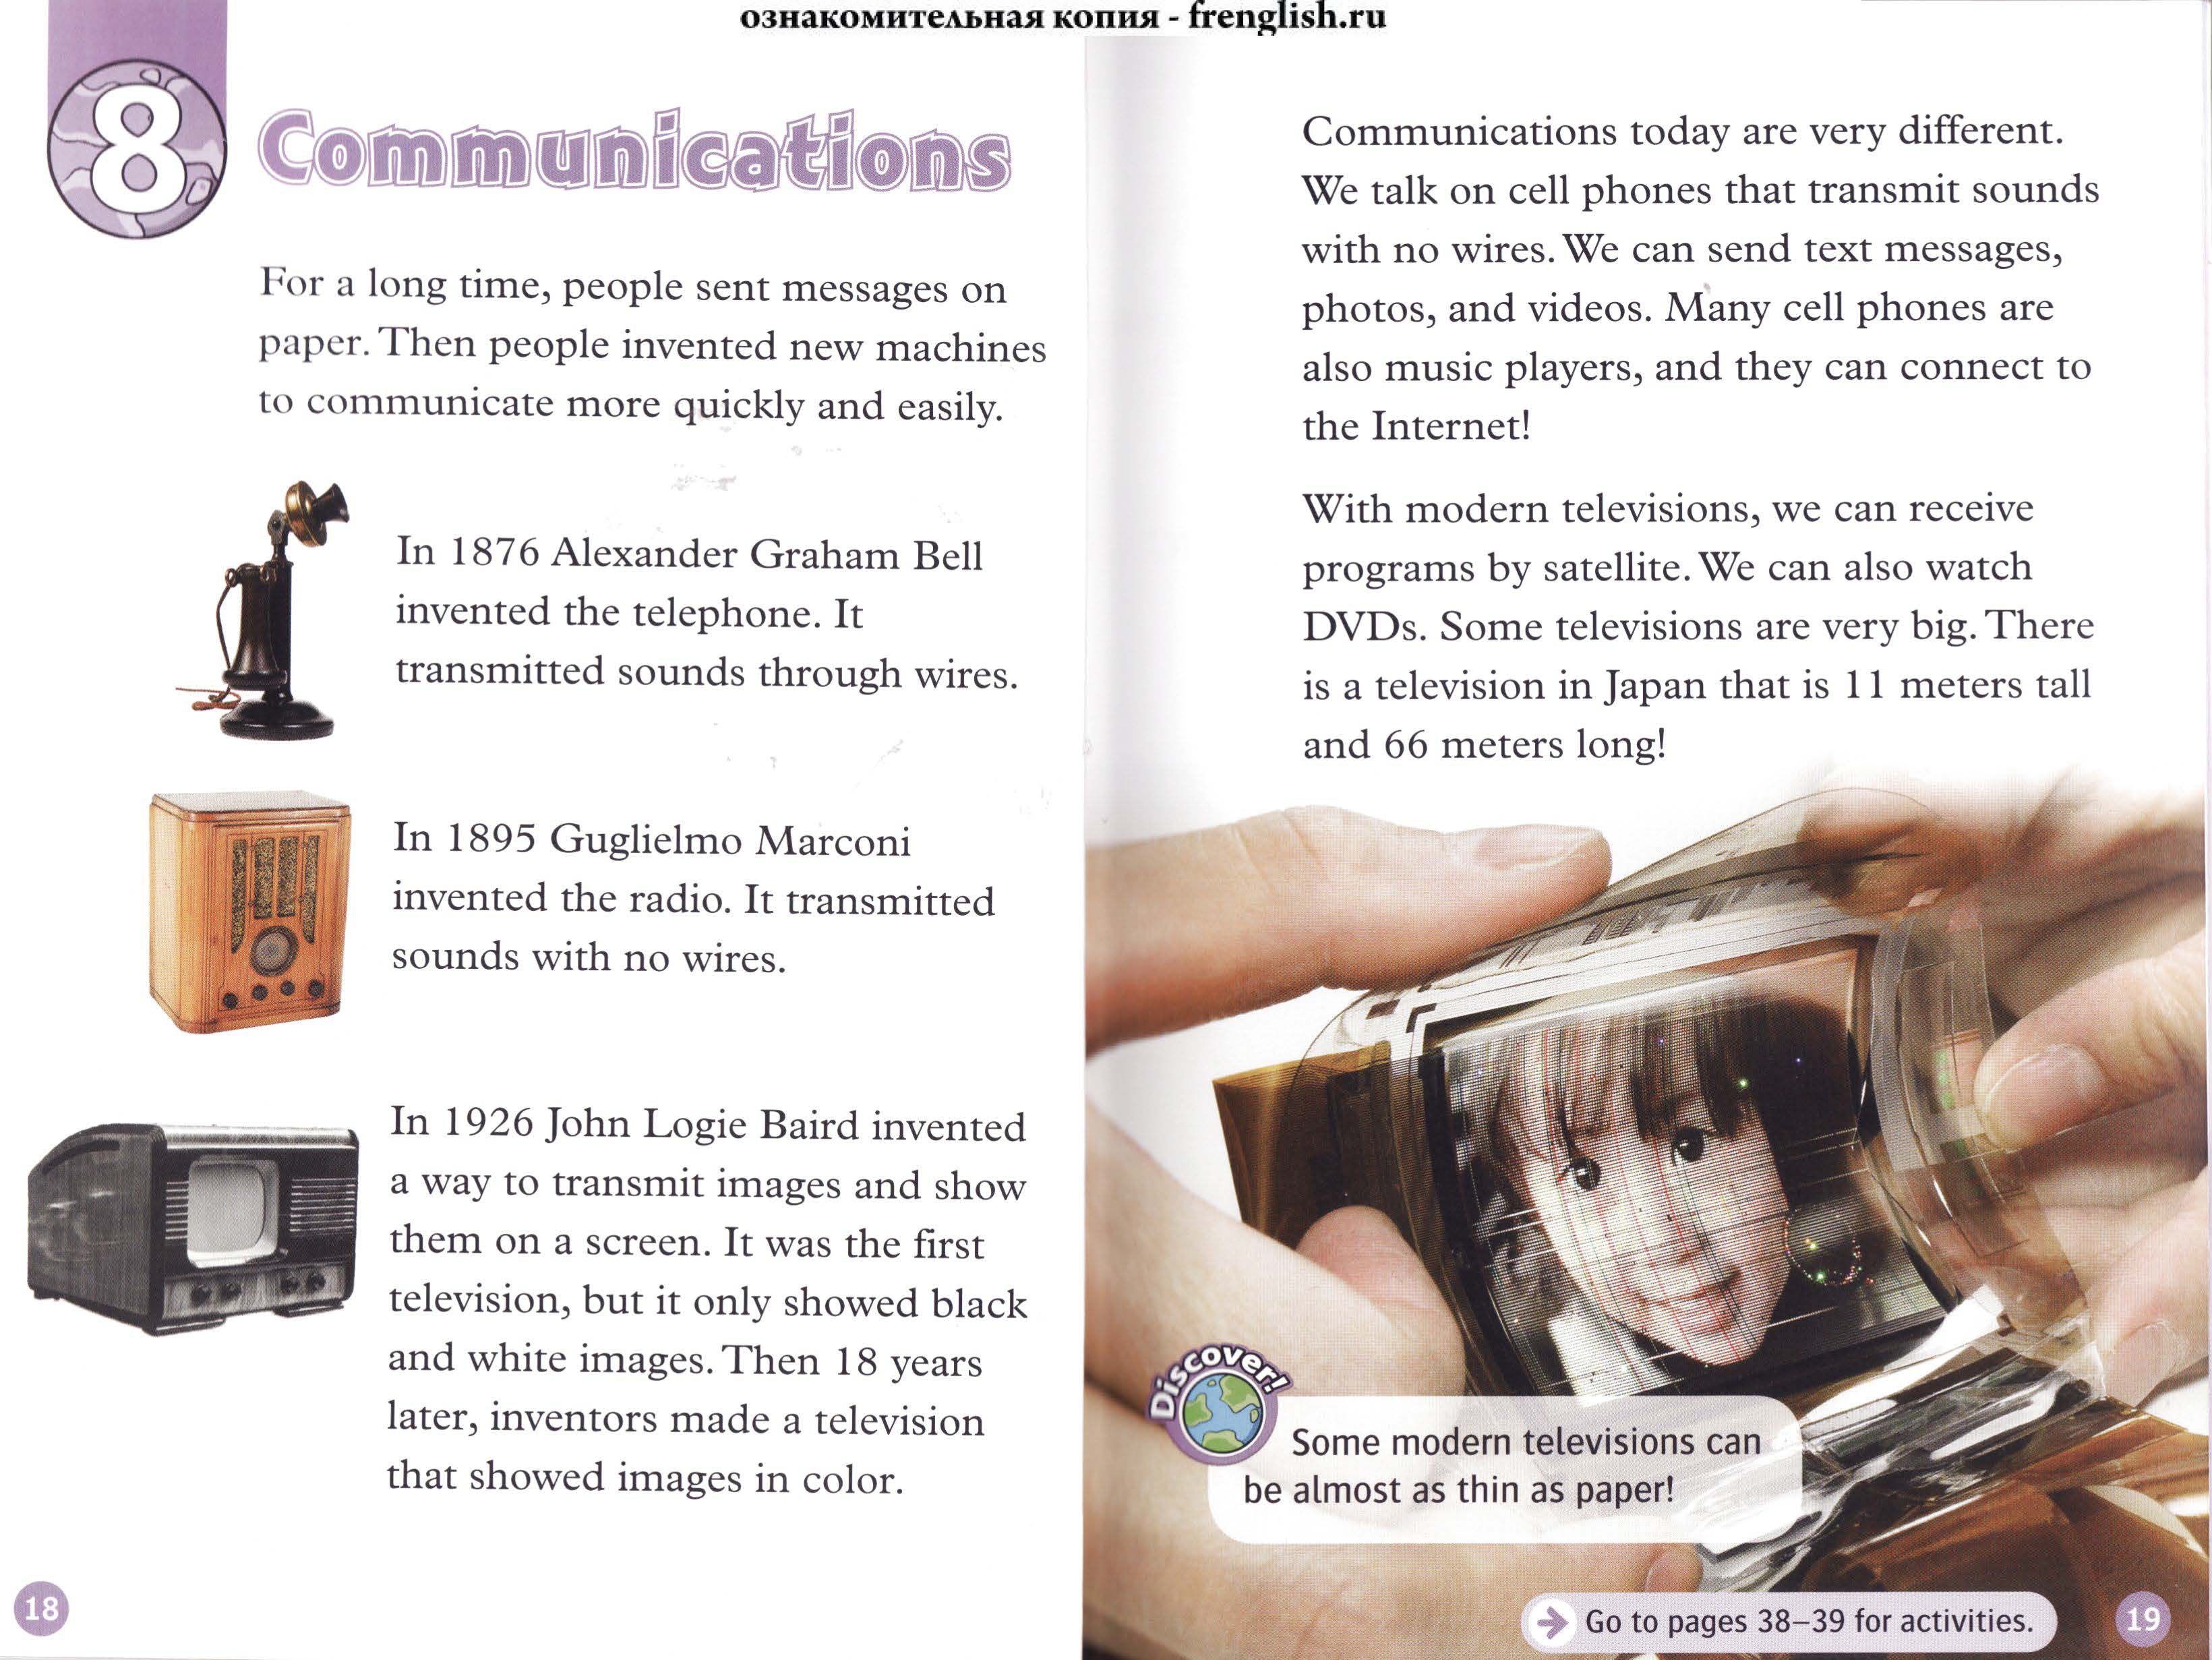 ознакомительная копия - frenglish.ru
8
Communications
For a long time, people sent messages on
paper. Then people invented new machines
to communicate more quickly and easily.
In 1876 Alexander Graham Bell
invented the telephone. It
transmitted sounds through wires.
In 1895 Guglielmo Marconi
invented the radio. It transmitted
sounds with no wires.
In 1926 John Logie Baird invented
a way to transmit images and show
them on a screen. It was the first
television, but it only showed black
and white images. Then 18 years
later, inventors made a television
that showed images in color.
18
Communications today are very different.
We talk on cell phones that transmit sounds
with no wires. We can send text messages,
photos, and videos. Many cell phones are
also music players, and they can connect to
the Internet!
With modern televisions, we can receive
programs by satellite. We can also watch
DVDs. Some televisions are very big. There
is a television in Japan that is 11 meters tall
and 66 meters long!
Discover!
Some modern televisions can
be almost as thin as paper!
Go to pages 38–39 for activities.
19